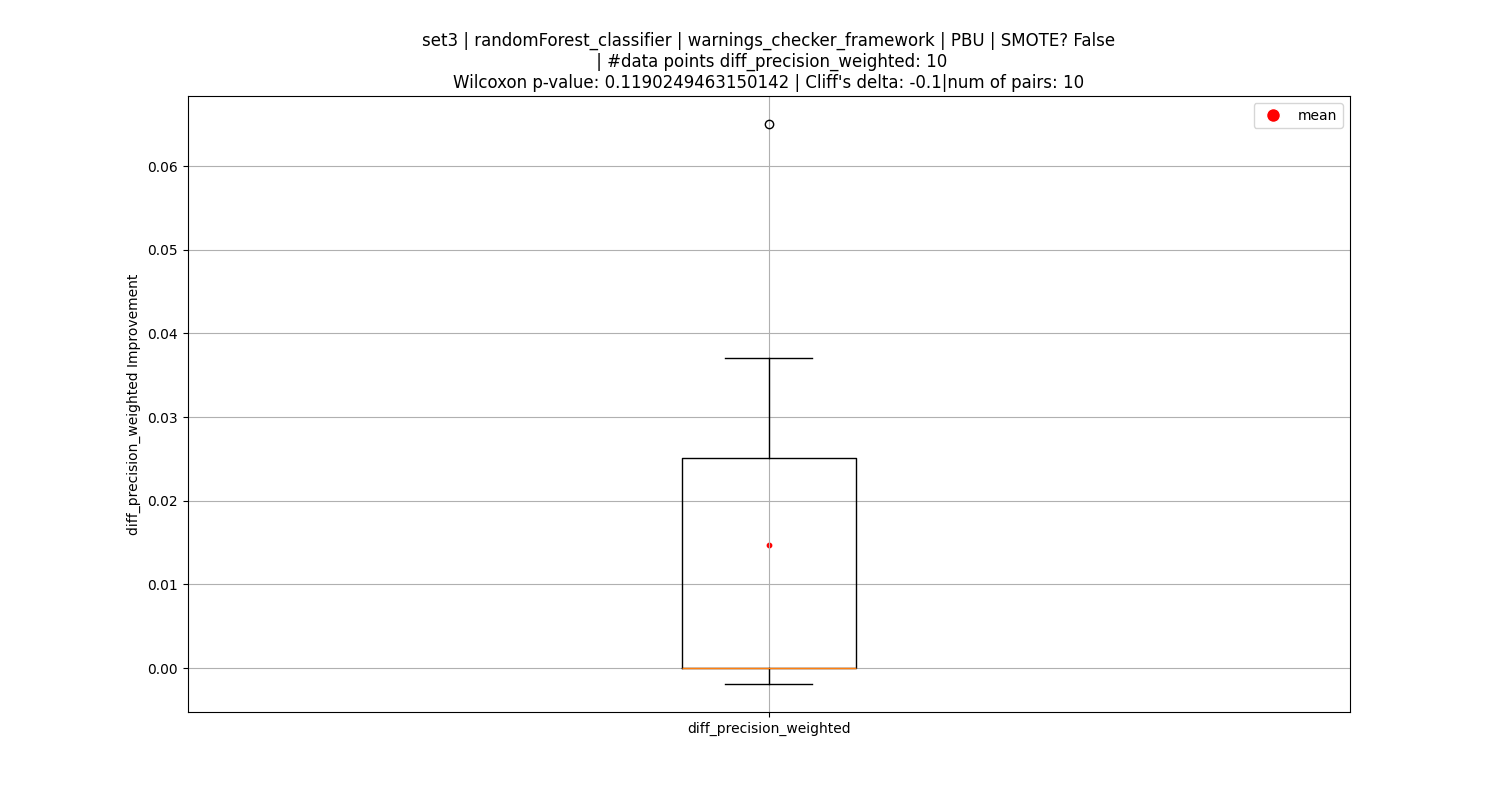 set3 | randomForest_classifier | warnings_checker_framework | PBU | SMOTE? False
| #data points diff_precision_weighted: 10
Wilcoxon p-value: 0.1190249463150142 | Cliff's delta: -0.1|num of pairs: 10
mean
0.06
0.05
0.04
0.03
0.02
0.01
0.00
diff_precision_weighted Improvement
diff_precision_weighted